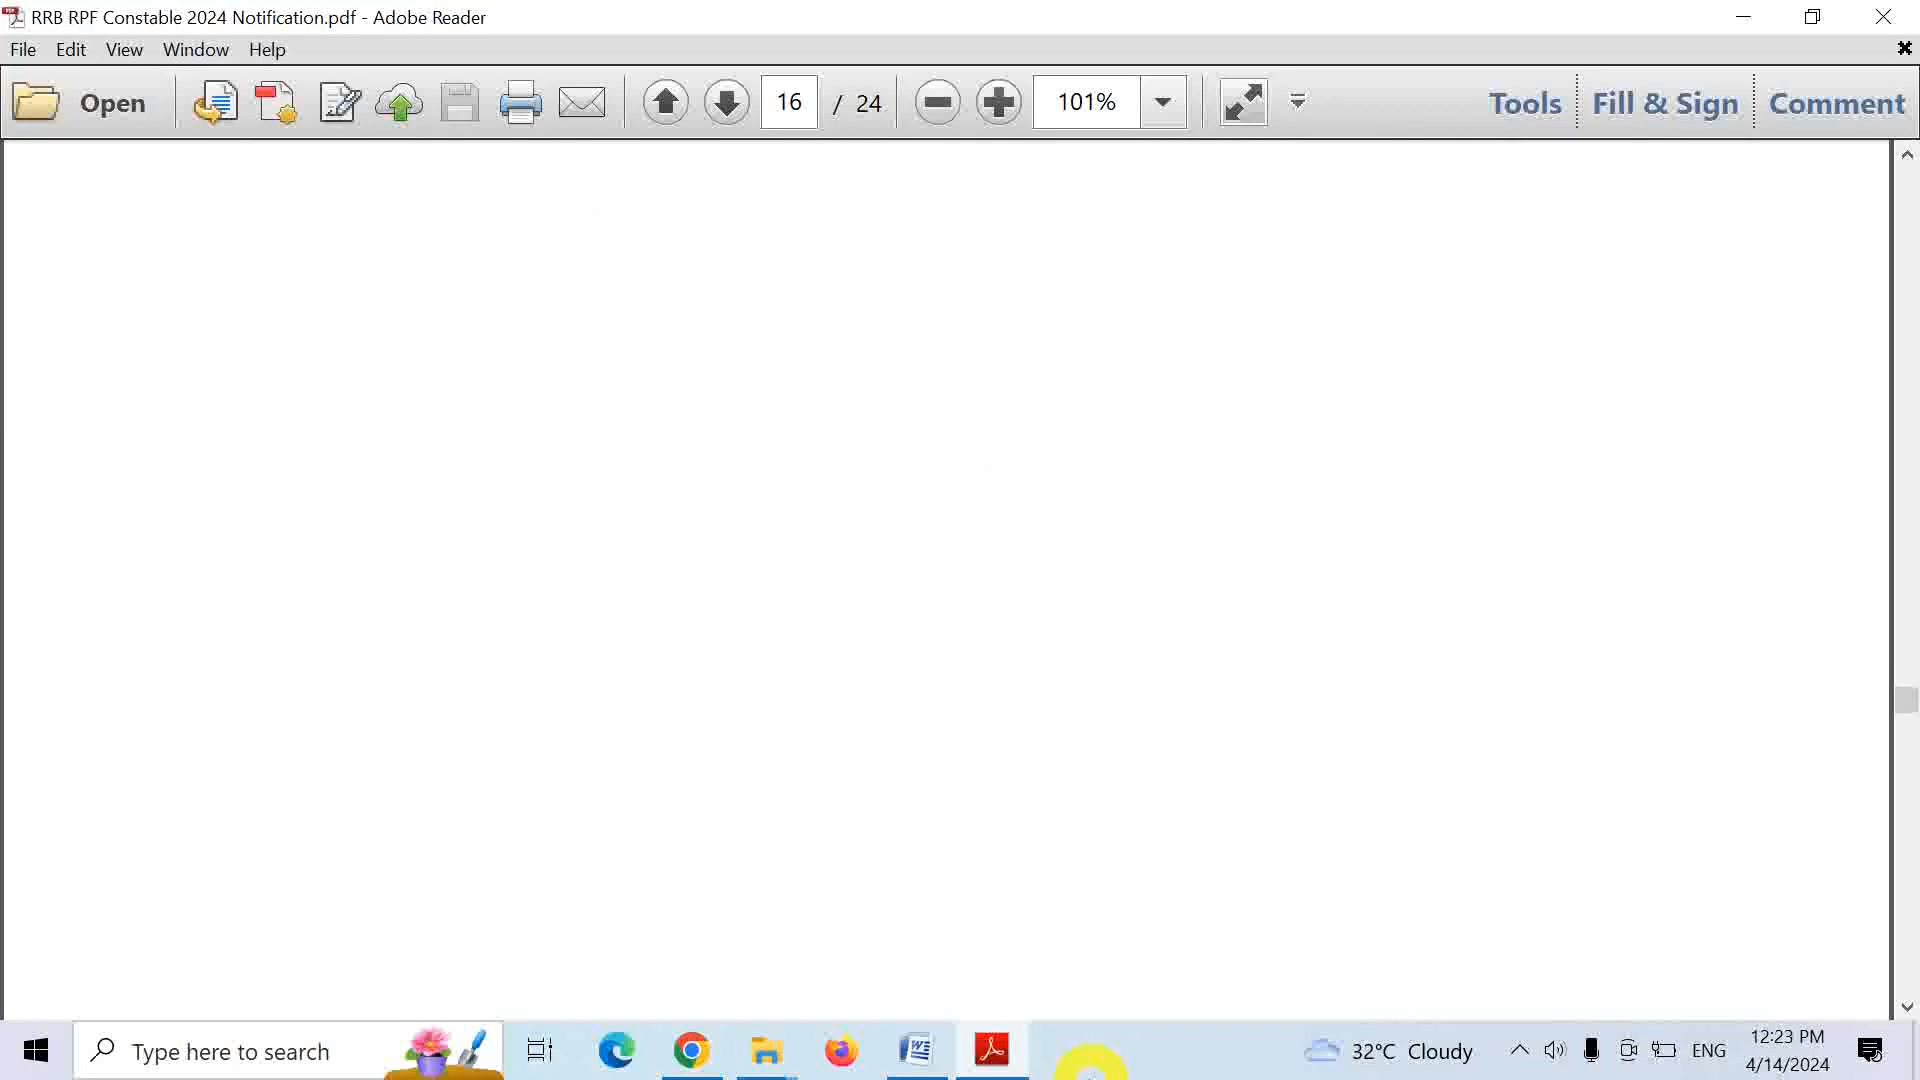 RRB RPF Constable 2024 Notification.pdf - Adobe Reader
File Edit View Window Help
Open 16 / 24 101% Tools Fill & Sign Comment
Type here to search
32°C Cloudy
ENG
12:23 PM
4/14/2024